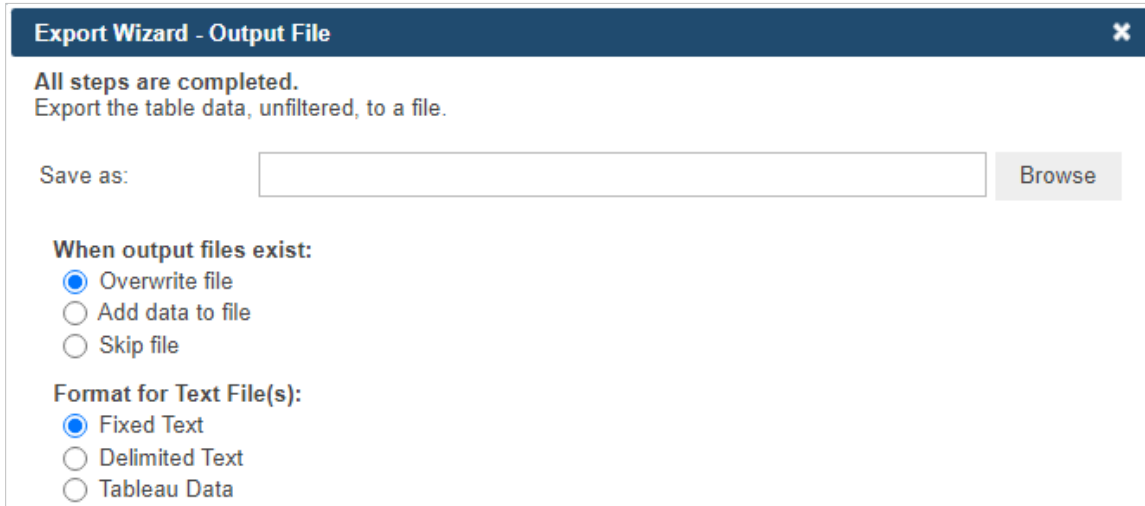 Export Wizard - Output File
All steps are completed.
Export the table data, unfiltered, to a file.
Save as:
Browse
When output files exist:
Overwrite file
Add data to file
Skip file
Format for Text File(s):
Fixed Text
Delimited Text
Tableau Data